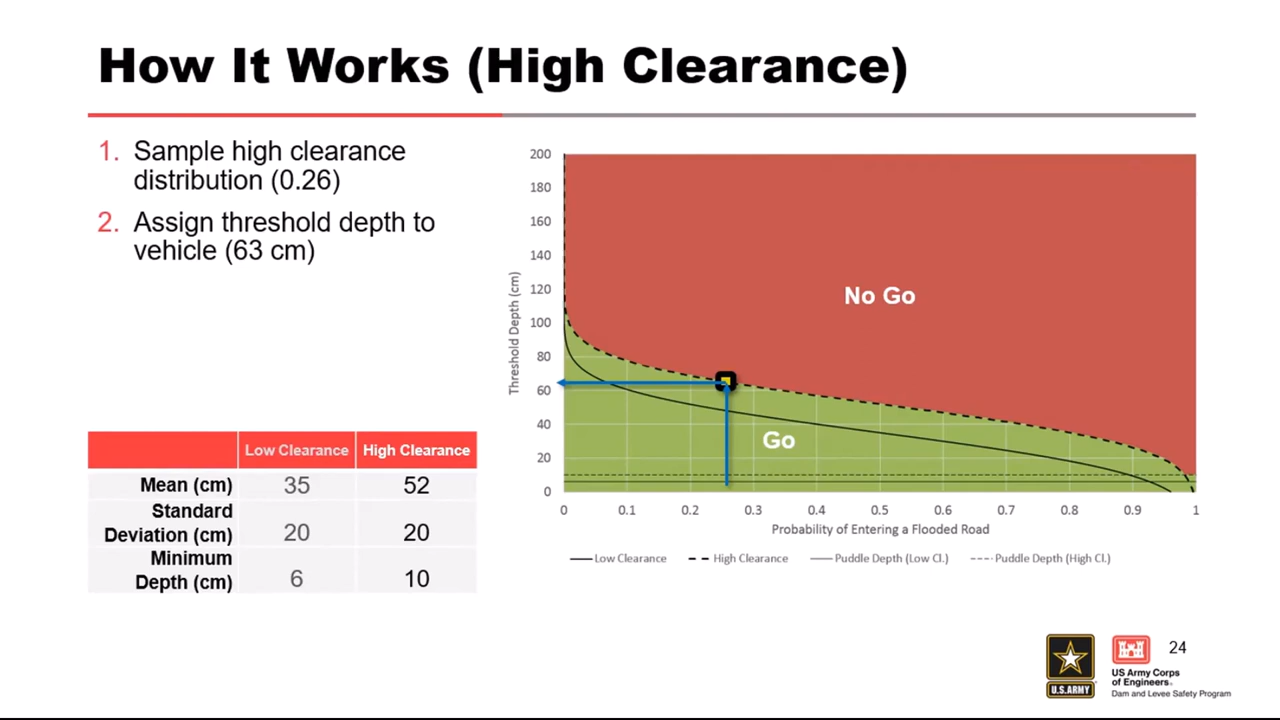 How It Works (High Clearance)
1. Sample high clearance
distribution (0.26)
2. Assign threshold depth to
vehicle (63 cm)
Low Clearance High Clearance
Mean (cm) 35 52
Standard
Deviation (cm) 20 20
Minimum
Depth (cm) 6 10
200
180
160
140
120
100
80
60
40
20
0
Threshold Depth (cm)
No Go
Go
0 0.1 0.2 0.3 0.4 0.5 0.6 0.7 0.8 0.9 1
Probability of Entering a Flooded Road
Low Clearance High Clearance Puddle Depth (Low Cl.) Puddle Depth (High Cl.)
U.S.ARMY
US Army Corps
of Engineers®
Dam and Levee Safety Program
24